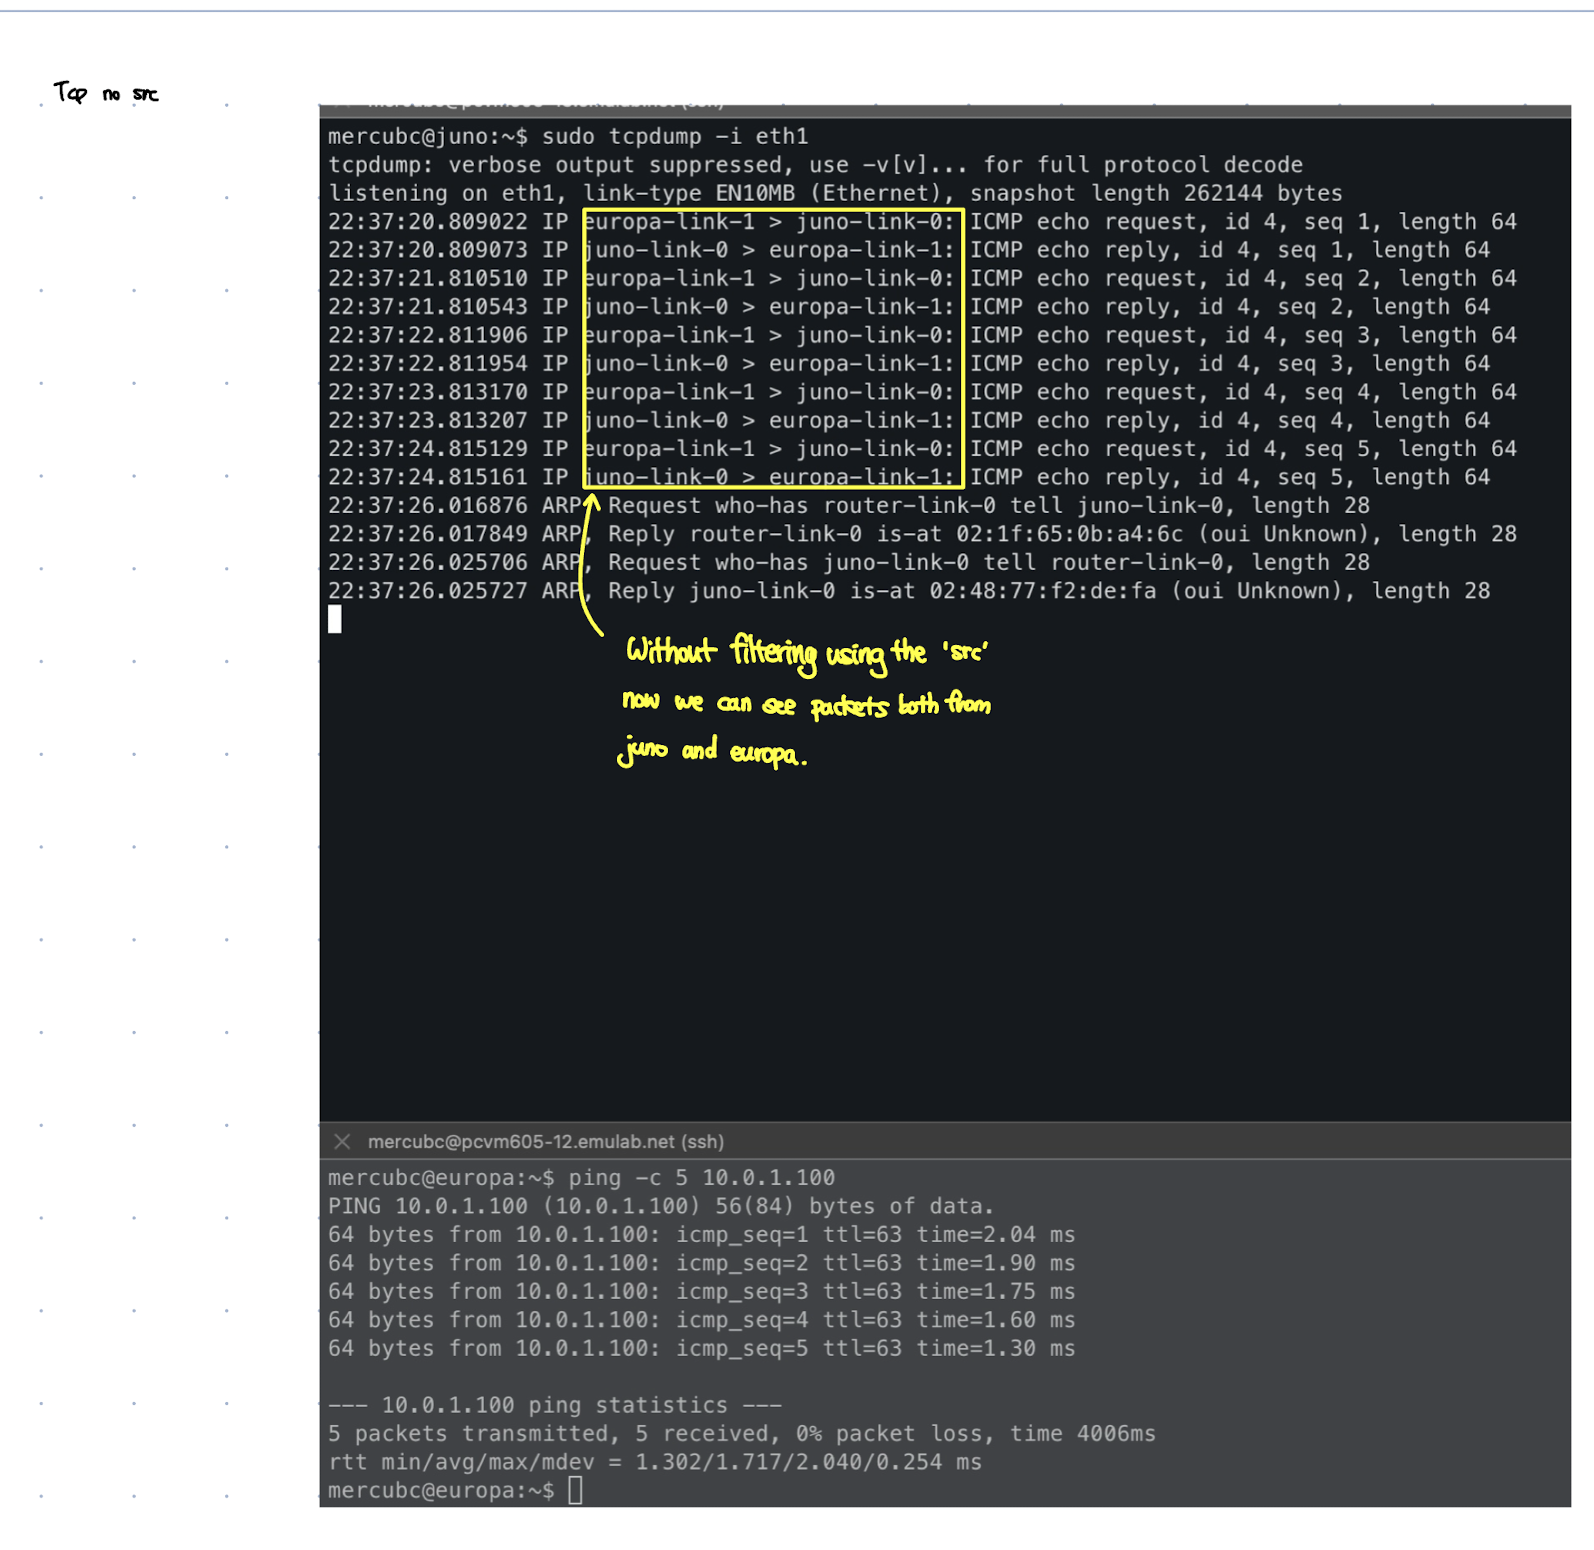 Tcp no src
mercubc@juno:~$ sudo tcpdump -i eth1
tcpdump: verbose output suppressed, use -v[v]... for full protocol decode
listening on eth1, link-type EN10MB (Ethernet), snapshot length 262144 bytes
22:37:20.809022 IP europa-link-1 > juno-link-0: ICMP echo request, id 4, seq 1, length 64
22:37:20.809073 IP juno-link-0 > europa-link-1: ICMP echo reply, id 4, seq 1, length 64
22:37:21.810510 IP europa-link-1 > juno-link-0: ICMP echo request, id 4, seq 2, length 64
22:37:21.810543 IP juno-link-0 > europa-link-1: ICMP echo reply, id 4, seq 2, length 64
22:37:22.811906 IP europa-link-1 > juno-link-0: ICMP echo request, id 4, seq 3, length 64
22:37:22.811954 IP juno-link-0 > europa-link-1: ICMP echo reply, id 4, seq 3, length 64
22:37:23.813170 IP europa-link-1 > juno-link-0: ICMP echo request, id 4, seq 4, length 64
22:37:23.813207 IP juno-link-0 > europa-link-1: ICMP echo reply, id 4, seq 4, length 64
22:37:24.815129 IP europa-link-1 > juno-link-0: ICMP echo request, id 4, seq 5, length 64
22:37:24.815161 IP juno-link-0 > europa-link-1: ICMP echo reply, id 4, seq 5, length 64
22:37:26.016876 ARP, Request who-has router-link-0 tell juno-link-0, length 28
22:37:26.017849 ARP, Reply router-link-0 is-at 02:1f:65:0b:a4:6c (oui Unknown), length 28
22:37:26.025706 ARP, Request who-has juno-link-0 tell router-link-0, length 28
22:37:26.025727 ARP, Reply juno-link-0 is-at 02:48:77:f2:de:fa (oui Unknown), length 28
Without filtering using the 'src'
now we can see packets both from
juno and europa.
mercubc@pcvm605-12.emulab.net (ssh)
mercubc@europa:~$ ping -c 5 10.0.1.100
PING 10.0.1.100 (10.0.1.100) 56(84) bytes of data.
64 bytes from 10.0.1.100: icmp_seq=1 ttl=63 time=2.04 ms
64 bytes from 10.0.1.100: icmp_seq=2 ttl=63 time=1.90 ms
64 bytes from 10.0.1.100: icmp_seq=3 ttl=63 time=1.75 ms
64 bytes from 10.0.1.100: icmp_seq=4 ttl=63 time=1.60 ms
64 bytes from 10.0.1.100: icmp_seq=5 ttl=63 time=1.30 ms
--- 10.0.1.100 ping statistics ---
5 packets transmitted, 5 received, 0% packet loss, time 4006ms
rtt min/avg/max/mdev = 1.302/1.717/2.040/0.254 ms
mercubc@europa:~$